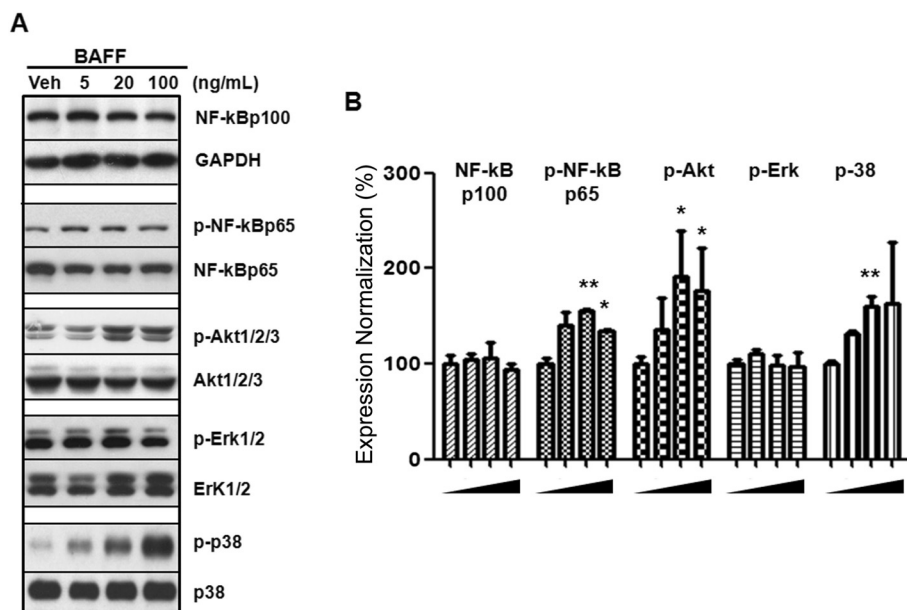 A
BAFF
Veh 5 20 100 (ng/mL)
NF-kBp100
GAPDH
p-NF-kBp65
NF-kBp65
p-Akt1/2/3
Akt1/2/3
p-Erk1/2
ErK1/2
p-p38
p38
B
Expression Normalization (%)
300
200
100
0
NF-kB
p100
p-NF-kB
p65
p-Akt
p-Erk
p-38
**
*
*
*
**